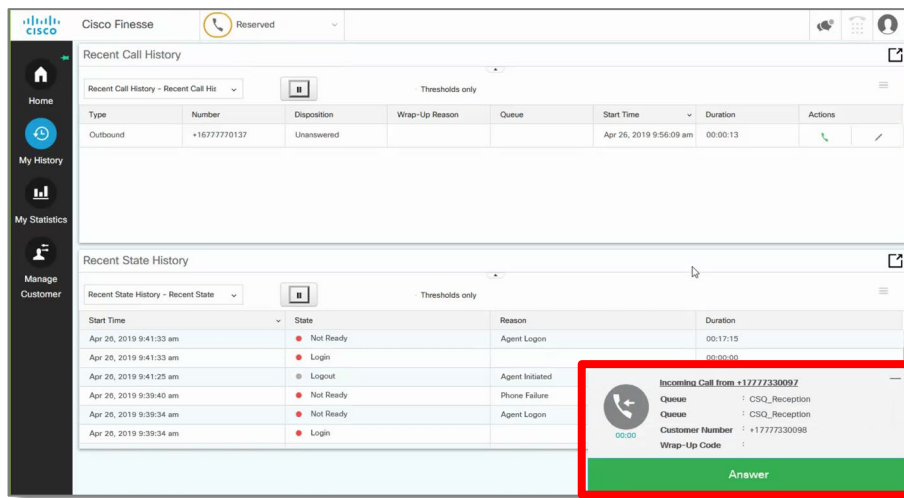 CISCO
Cisco Finesse
Reserved
Home
My History
My Statistics
Manage
Customer
Recent Call History
Recent Call History - Recent Call His
Thresholds only
Type Number Disposition Wrap-Up Reason Queue Start Time Duration Actions
Outbound +16777770137 Unanswered Apr 26, 2019 9:56:09 am 00:00:13
Recent State History
Recent State History - Recent State
Thresholds only
Start Time State Reason Duration
Apr 26, 2019 9:41:33 am Not Ready Agent Logon 00:17:15
Apr 26, 2019 9:41:33 am Login 00:00:00
Apr 26, 2019 9:41:25 am Logout Agent Initiated
Apr 26, 2019 9:39:40 am Not Ready Phone Failure
Apr 26, 2019 9:39:34 am Not Ready Agent Logon
Apr 26, 2019 9:39:34 am Login
Incoming Call from +17777330097
Queue : CSQ_Reception
Queue : CSQ_Reception
Customer Number : +17777330098
Wrap-Up Code :
00:00
Answer